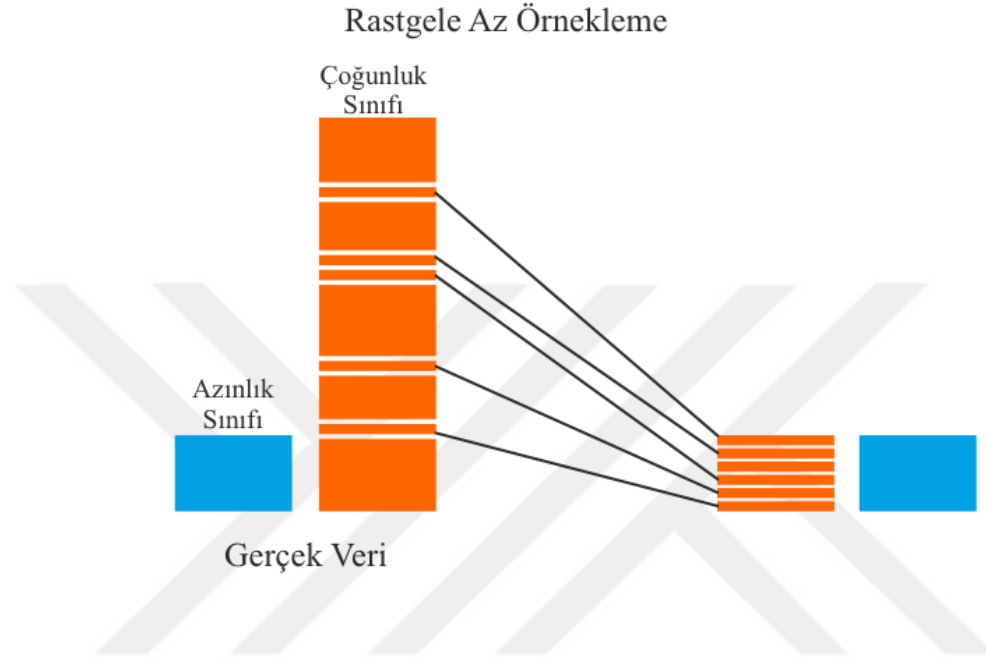 Rastgele Az Örnekleme
Çoğunluk
Sınıfı
Azınlık
Sınıfı
Gerçek Veri